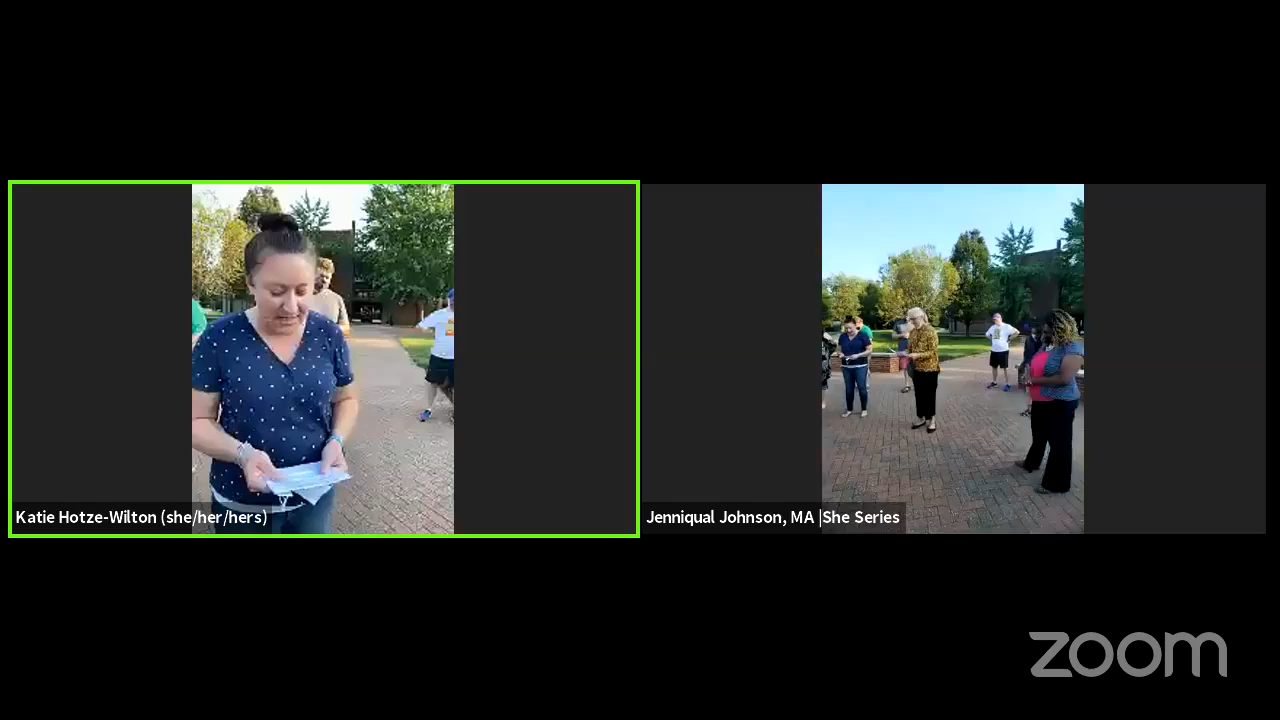 Katie Hotze-Wilton (she/her/hers)
Jenniqual Johnson, MA |She Series
zoom